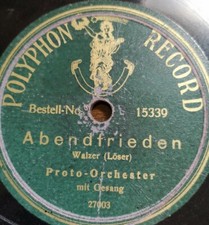 POLYPHON RECORD
Bestell-No. 15339
Abendfrieden
Walzer (Löser)
Proto-Orchester
mit Gesang
27003